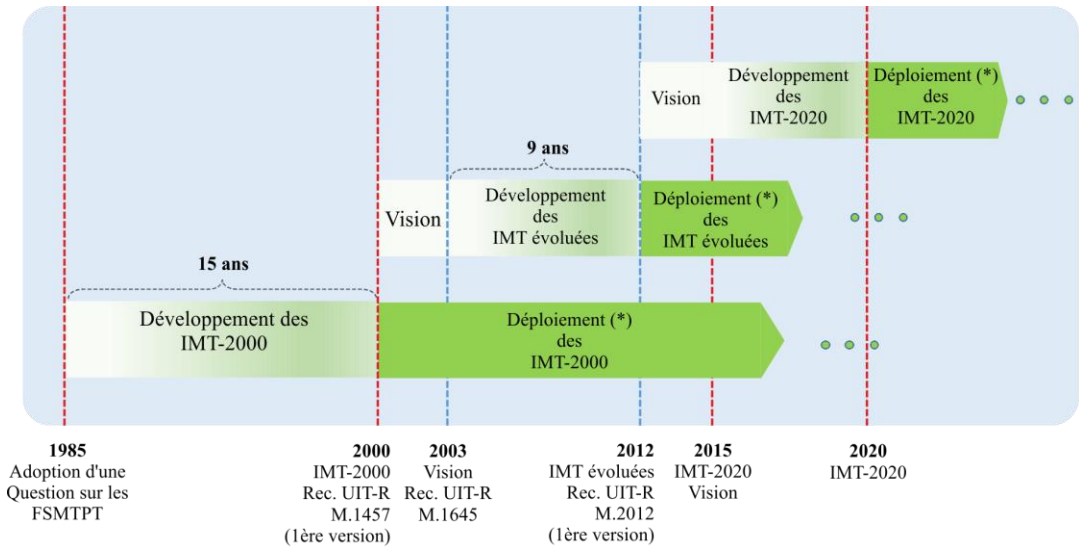 Vision
Développement
des
IMT-2020
Déploiement (*)
des
IMT-2020
9 ans
Vision
Développement
des
IMT évoluées
Déploiement (*)
des
IMT évoluées
15 ans
Développement des
IMT-2000
Déploiement (*)
des
IMT-2000
1985
Adoption d'une
Question sur les
FSMTPT
2000
IMT-2000
Rec. UIT-R
M.1457
(1ère version)
2003
Vision
Rec. UIT-R
M.1645
2012
IMT évoluées
Rec. UIT-R
M.2012
(1ère version)
2015
IMT-2020
Vision
2020
IMT-2020